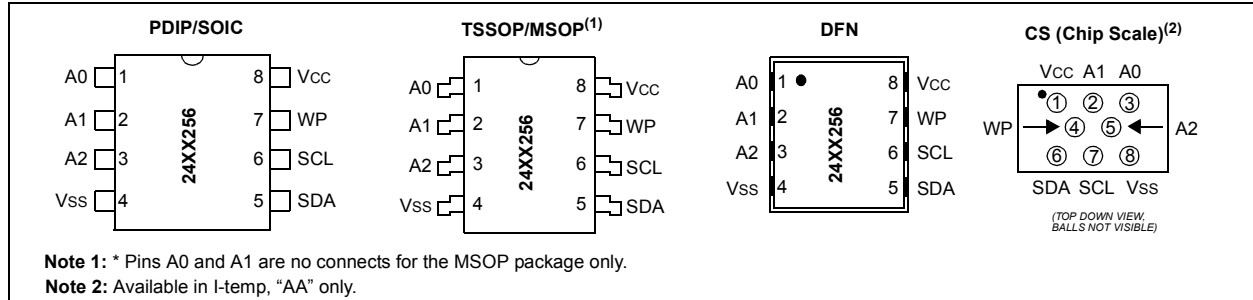 PDIP/SOIC
A0 1 8 VCC
A1 2 7 WP
A2 3 6 SCL
VSS 4 5 SDA
24XX256
TSSOP/MSOP(1)
A0 1 8 VCC
A1 2 7 WP
A2 3 6 SCL
VSS 4 5 SDA
24XX256
DFN
A0 1 8 VCC
A1 2 7 WP
A2 3 6 SCL
VSS 4 5 SDA
24XX256
CS (Chip Scale)(2)
VCC A1 A0
1 2 3
WP 4 5 A2
6 7 8
SDA SCL VSS
(TOP DOWN VIEW,
BALLS NOT VISIBLE)
Note 1: * Pins A0 and A1 are no connects for the MSOP package only.
Note 2: Available in I-temp, “AA” only.